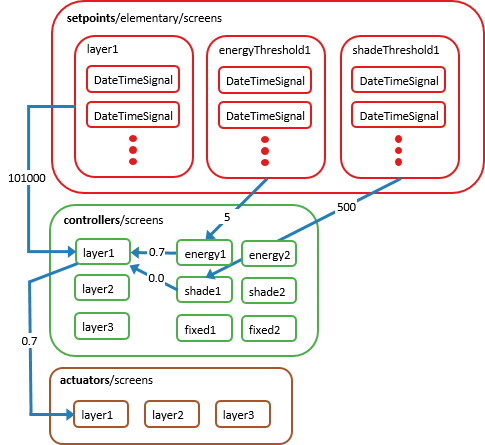 setpoints/elementary/screens
layer1
energyThreshold1
shadeThreshold1
DateTimeSignal
DateTimeSignal
DateTimeSignal
DateTimeSignal
DateTimeSignal
DateTimeSignal
101000
5
500
controllers/screens
layer1
0.7
energy1
energy2
layer2
0.0
shade1
shade2
layer3
fixed1
fixed2
0.7
actuators/screens
layer1
layer2
layer3